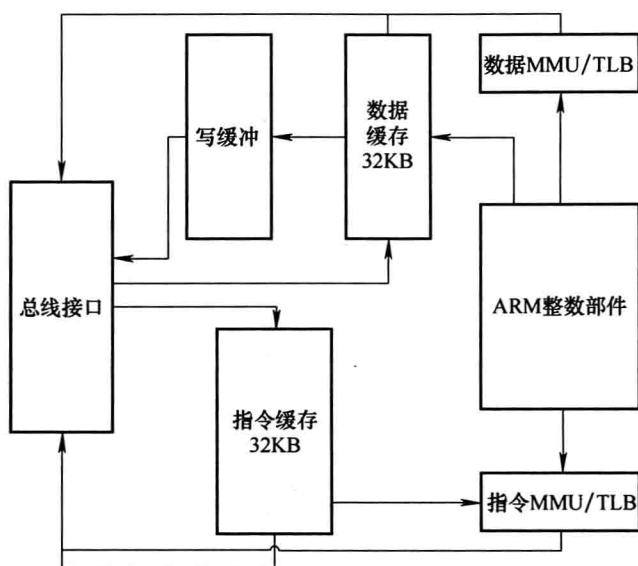 数据MMU/TLB
写缓冲
数据
缓存
32KB
总线接口
ARM整数部件
指令缓存
32KB
指令MMU/TLB